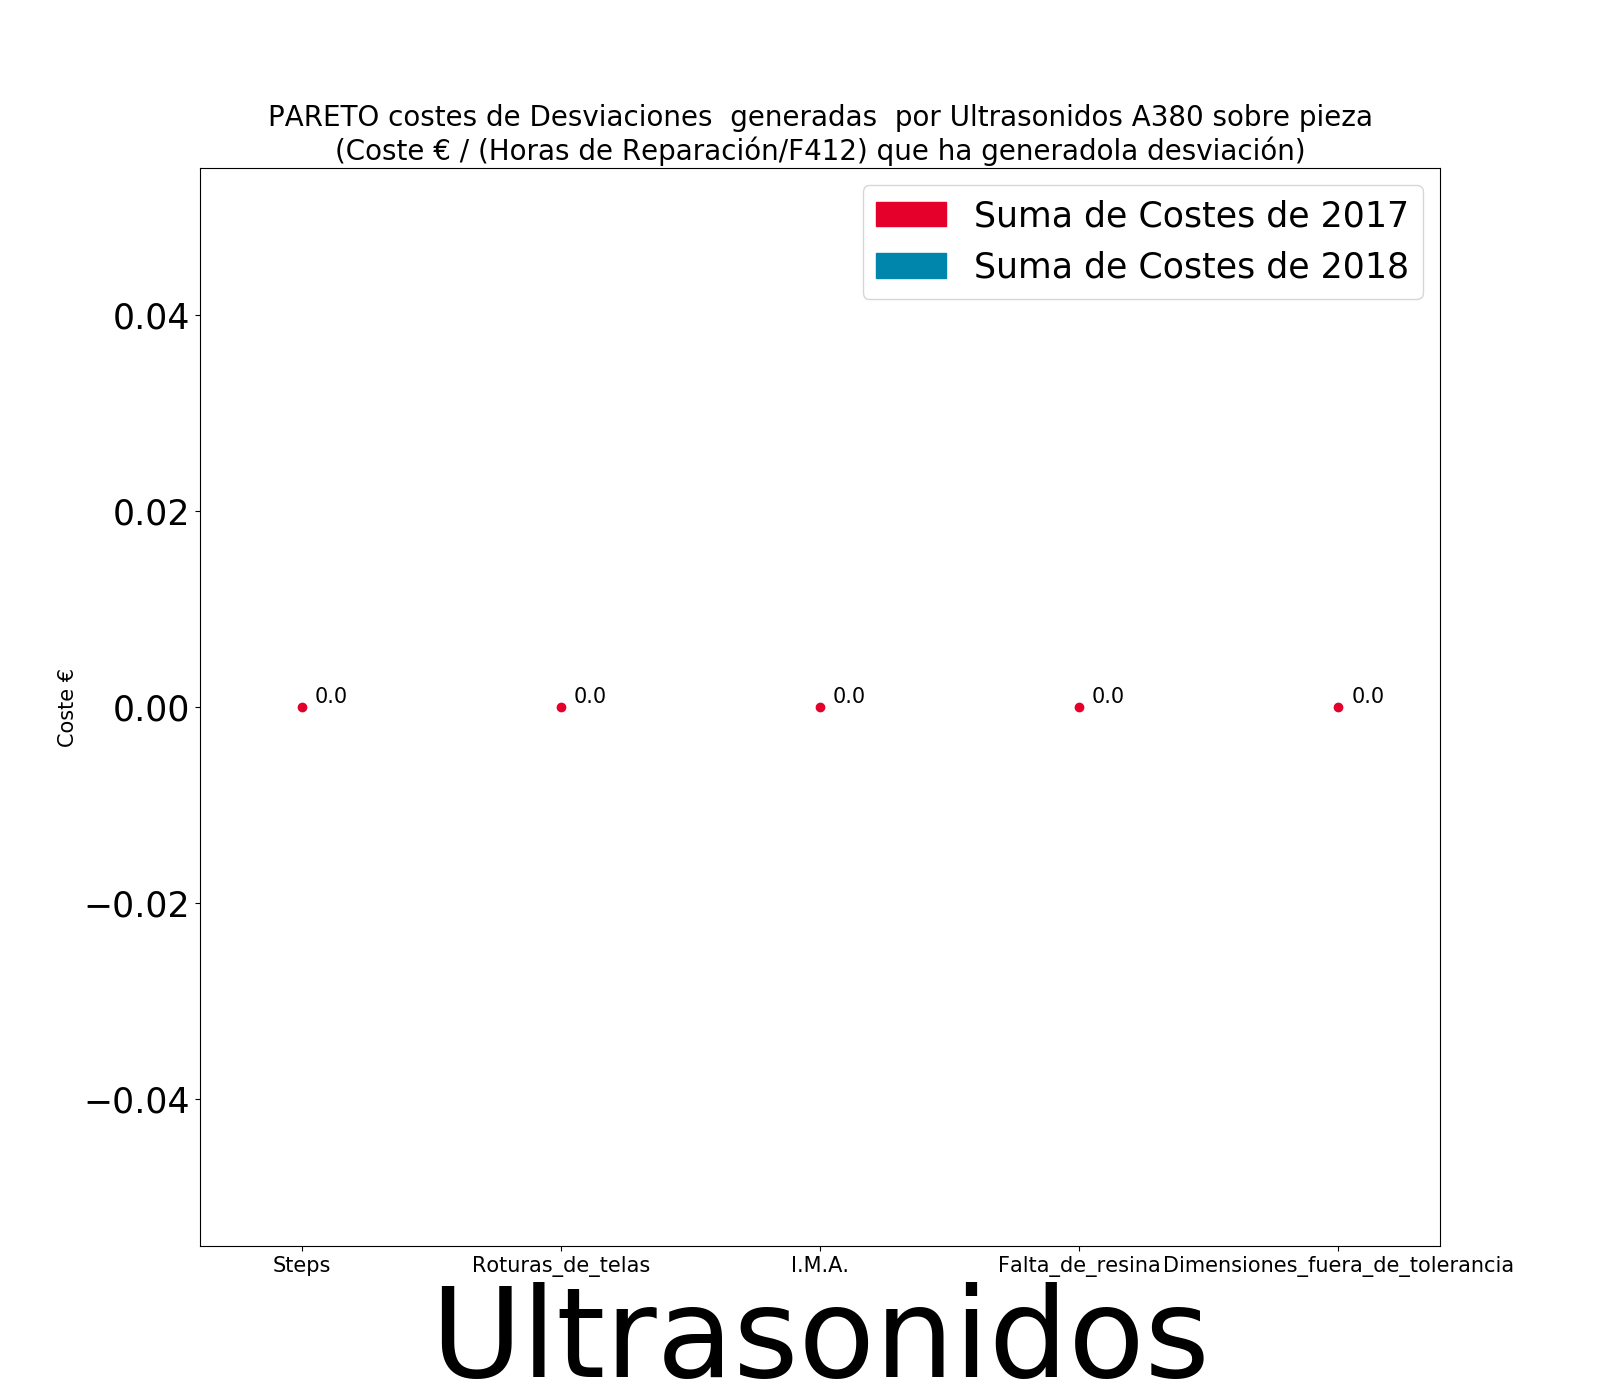 PARETO costes de Desviaciones  generadas  por Ultrasonidos A380 sobre pieza
(Coste € / (Horas de Reparación/F412) que ha generadola desviación)
Suma de Costes de 2017
Suma de Costes de 2018
0.04
0.02
0.00
−0.02
−0.04
Coste €
0.0 0.0 0.0 0.0 0.0
Steps Roturas_de_telas I.M.A. Falta_de_resina Dimensiones_fuera_de_tolerancia
Ultrasonidos